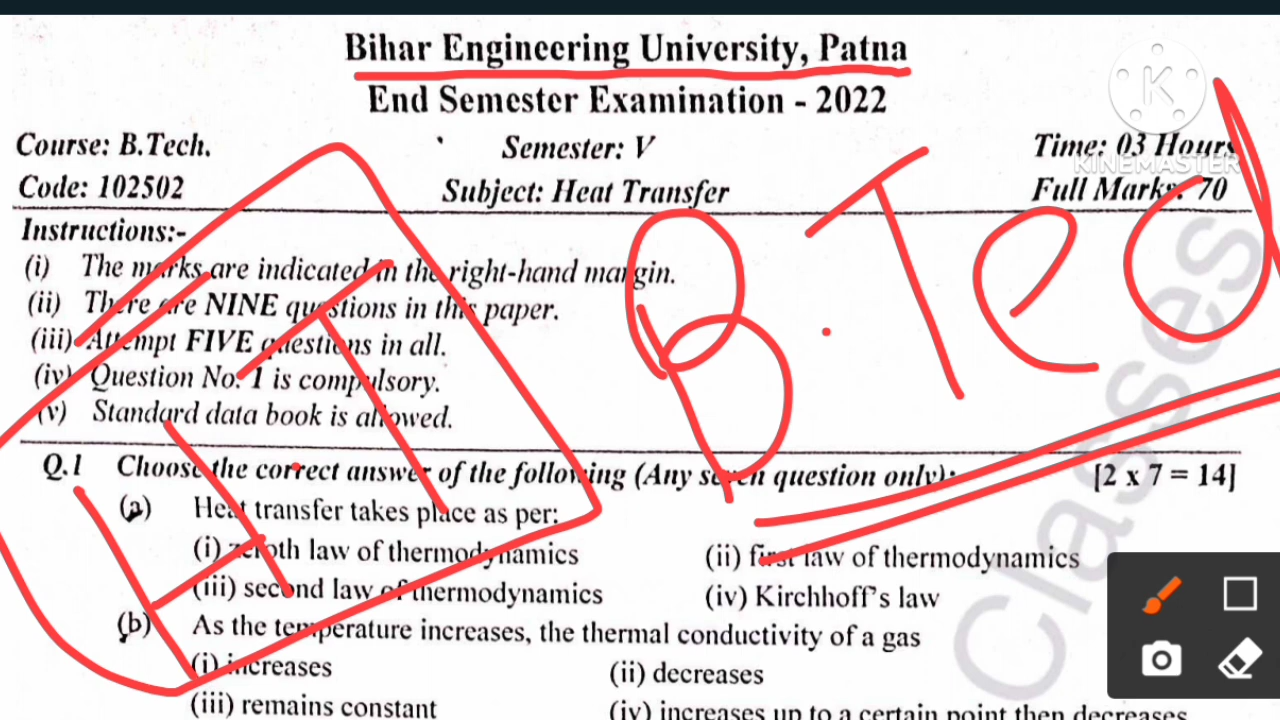 Bihar Engineering University, Patna
End Semester Examination - 2022
Course: B.Tech. Semester: V Time: 03 Hours
KINEMASTER
Code: 102502 Subject: Heat Transfer Full Marks: 70
Instructions:-
(i) The marks are indicated in the right-hand margin.
(ii) There are NINE questions in this paper.
(iii) Attempt FIVE questions in all.
(iv) Question No. 1 is compulsory.
(v) Standard data book is allowed.
B.Tech
HT
Q.1 Choose the correct answer of the following (Any seven question only): [2 x 7 = 14]
(a) Heat transfer takes place as per:
(i) zeroth law of thermodynamics (ii) first law of thermodynamics
(iii) second law of thermodynamics (iv) Kirchhoff's law
(b) As the temperature increases, the thermal conductivity of a gas
(i) increases (ii) decreases
(iii) remains constant (iv) increases up to a certain point then decreases
Classes
K